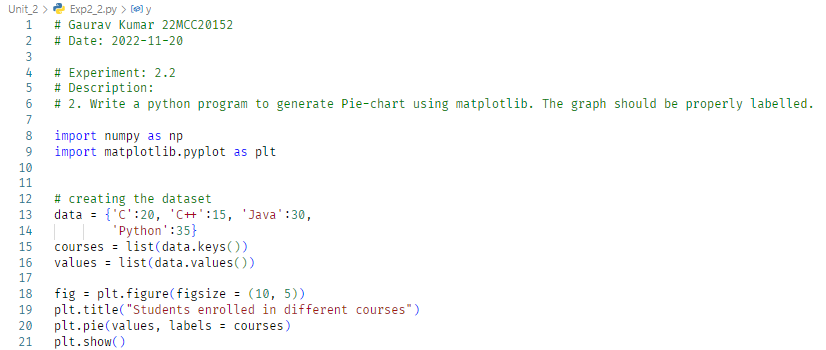 Unit_2 > Exp2_2.py > y
1 # Gaurav Kumar 22MCC20152
2 # Date: 2022-11-20
3
4 # Experiment: 2.2
5 # Description:
6 # 2. Write a python program to generate Pie-chart using matplotlib. The graph should be properly labelled.
7
8 import numpy as np
9 import matplotlib.pyplot as plt
10
11
12 # creating the dataset
13 data = {'C':20, 'C++':15, 'Java':30,
14         'Python':35}
15 courses = list(data.keys())
16 values = list(data.values())
17
18 fig = plt.figure(figsize = (10, 5))
19 plt.title("Students enrolled in different courses")
20 plt.pie(values, labels = courses)
21 plt.show()